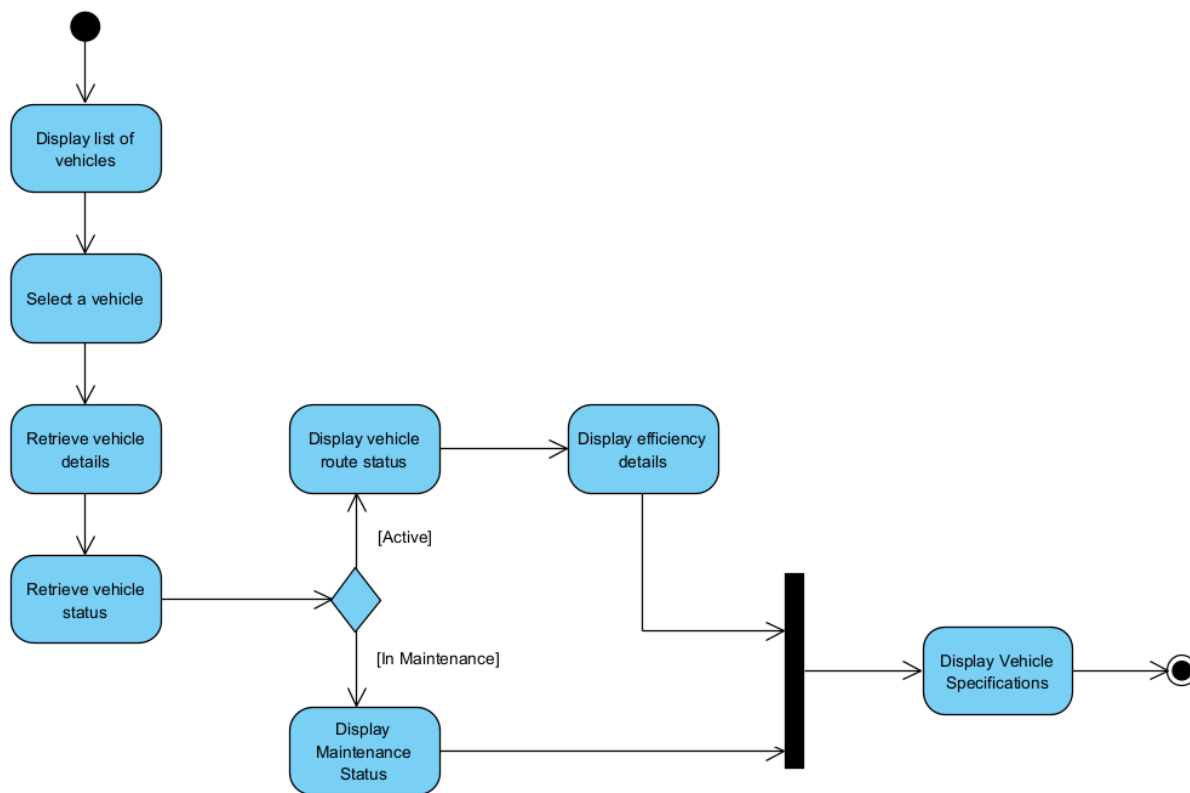 Display list of
vehicles
Select a vehicle
Retrieve vehicle
details
Retrieve vehicle
status
Display vehicle
route status
Display efficiency
details
[Active]
[In Maintenance]
Display
Maintenance
Status
Display Vehicle
Specifications